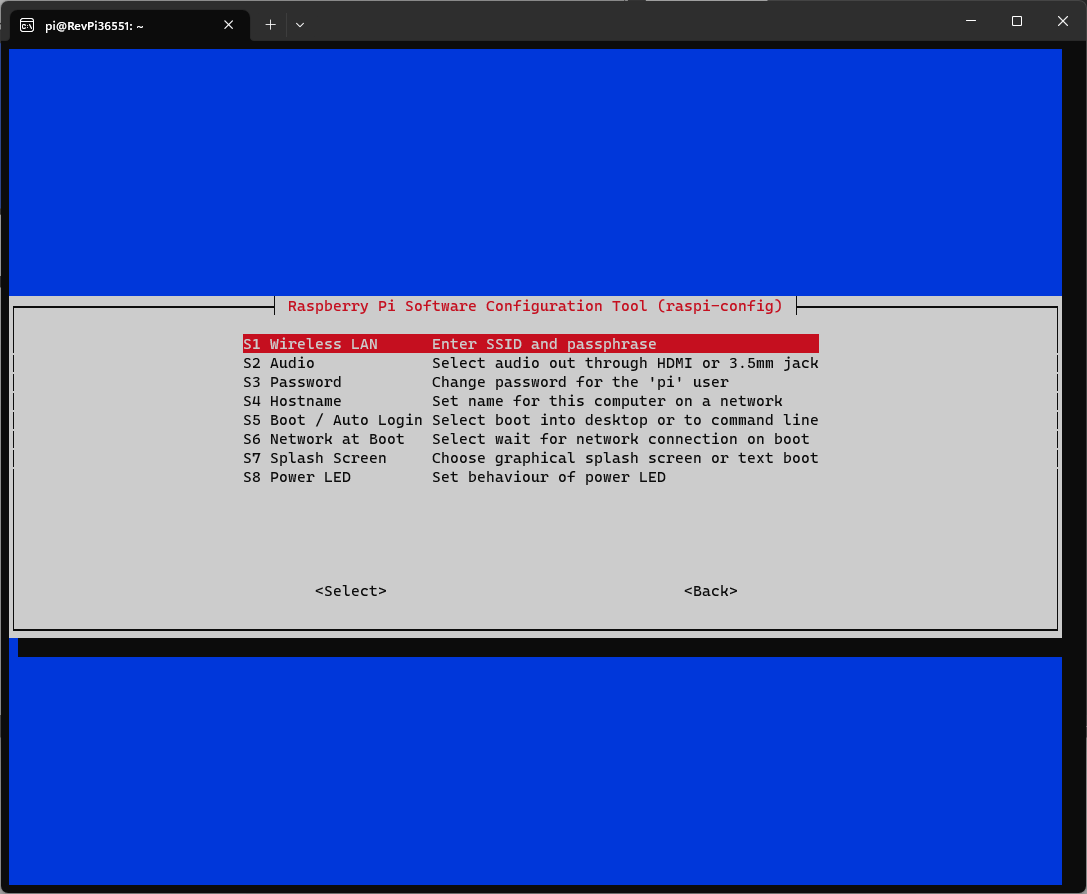 pi@RevPi36551: ~
Raspberry Pi Software Configuration Tool (raspi-config)
S1 Wireless LAN Enter SSID and passphrase
S2 Audio Select audio out through HDMI or 3.5mm jack
S3 Password Change password for the 'pi' user
S4 Hostname Set name for this computer on a network
S5 Boot / Auto Login Select boot into desktop or to command line
S6 Network at Boot Select wait for network connection on boot
S7 Splash Screen Choose graphical splash screen or text boot
S8 Power LED Set behaviour of power LED
<Select> <Back>